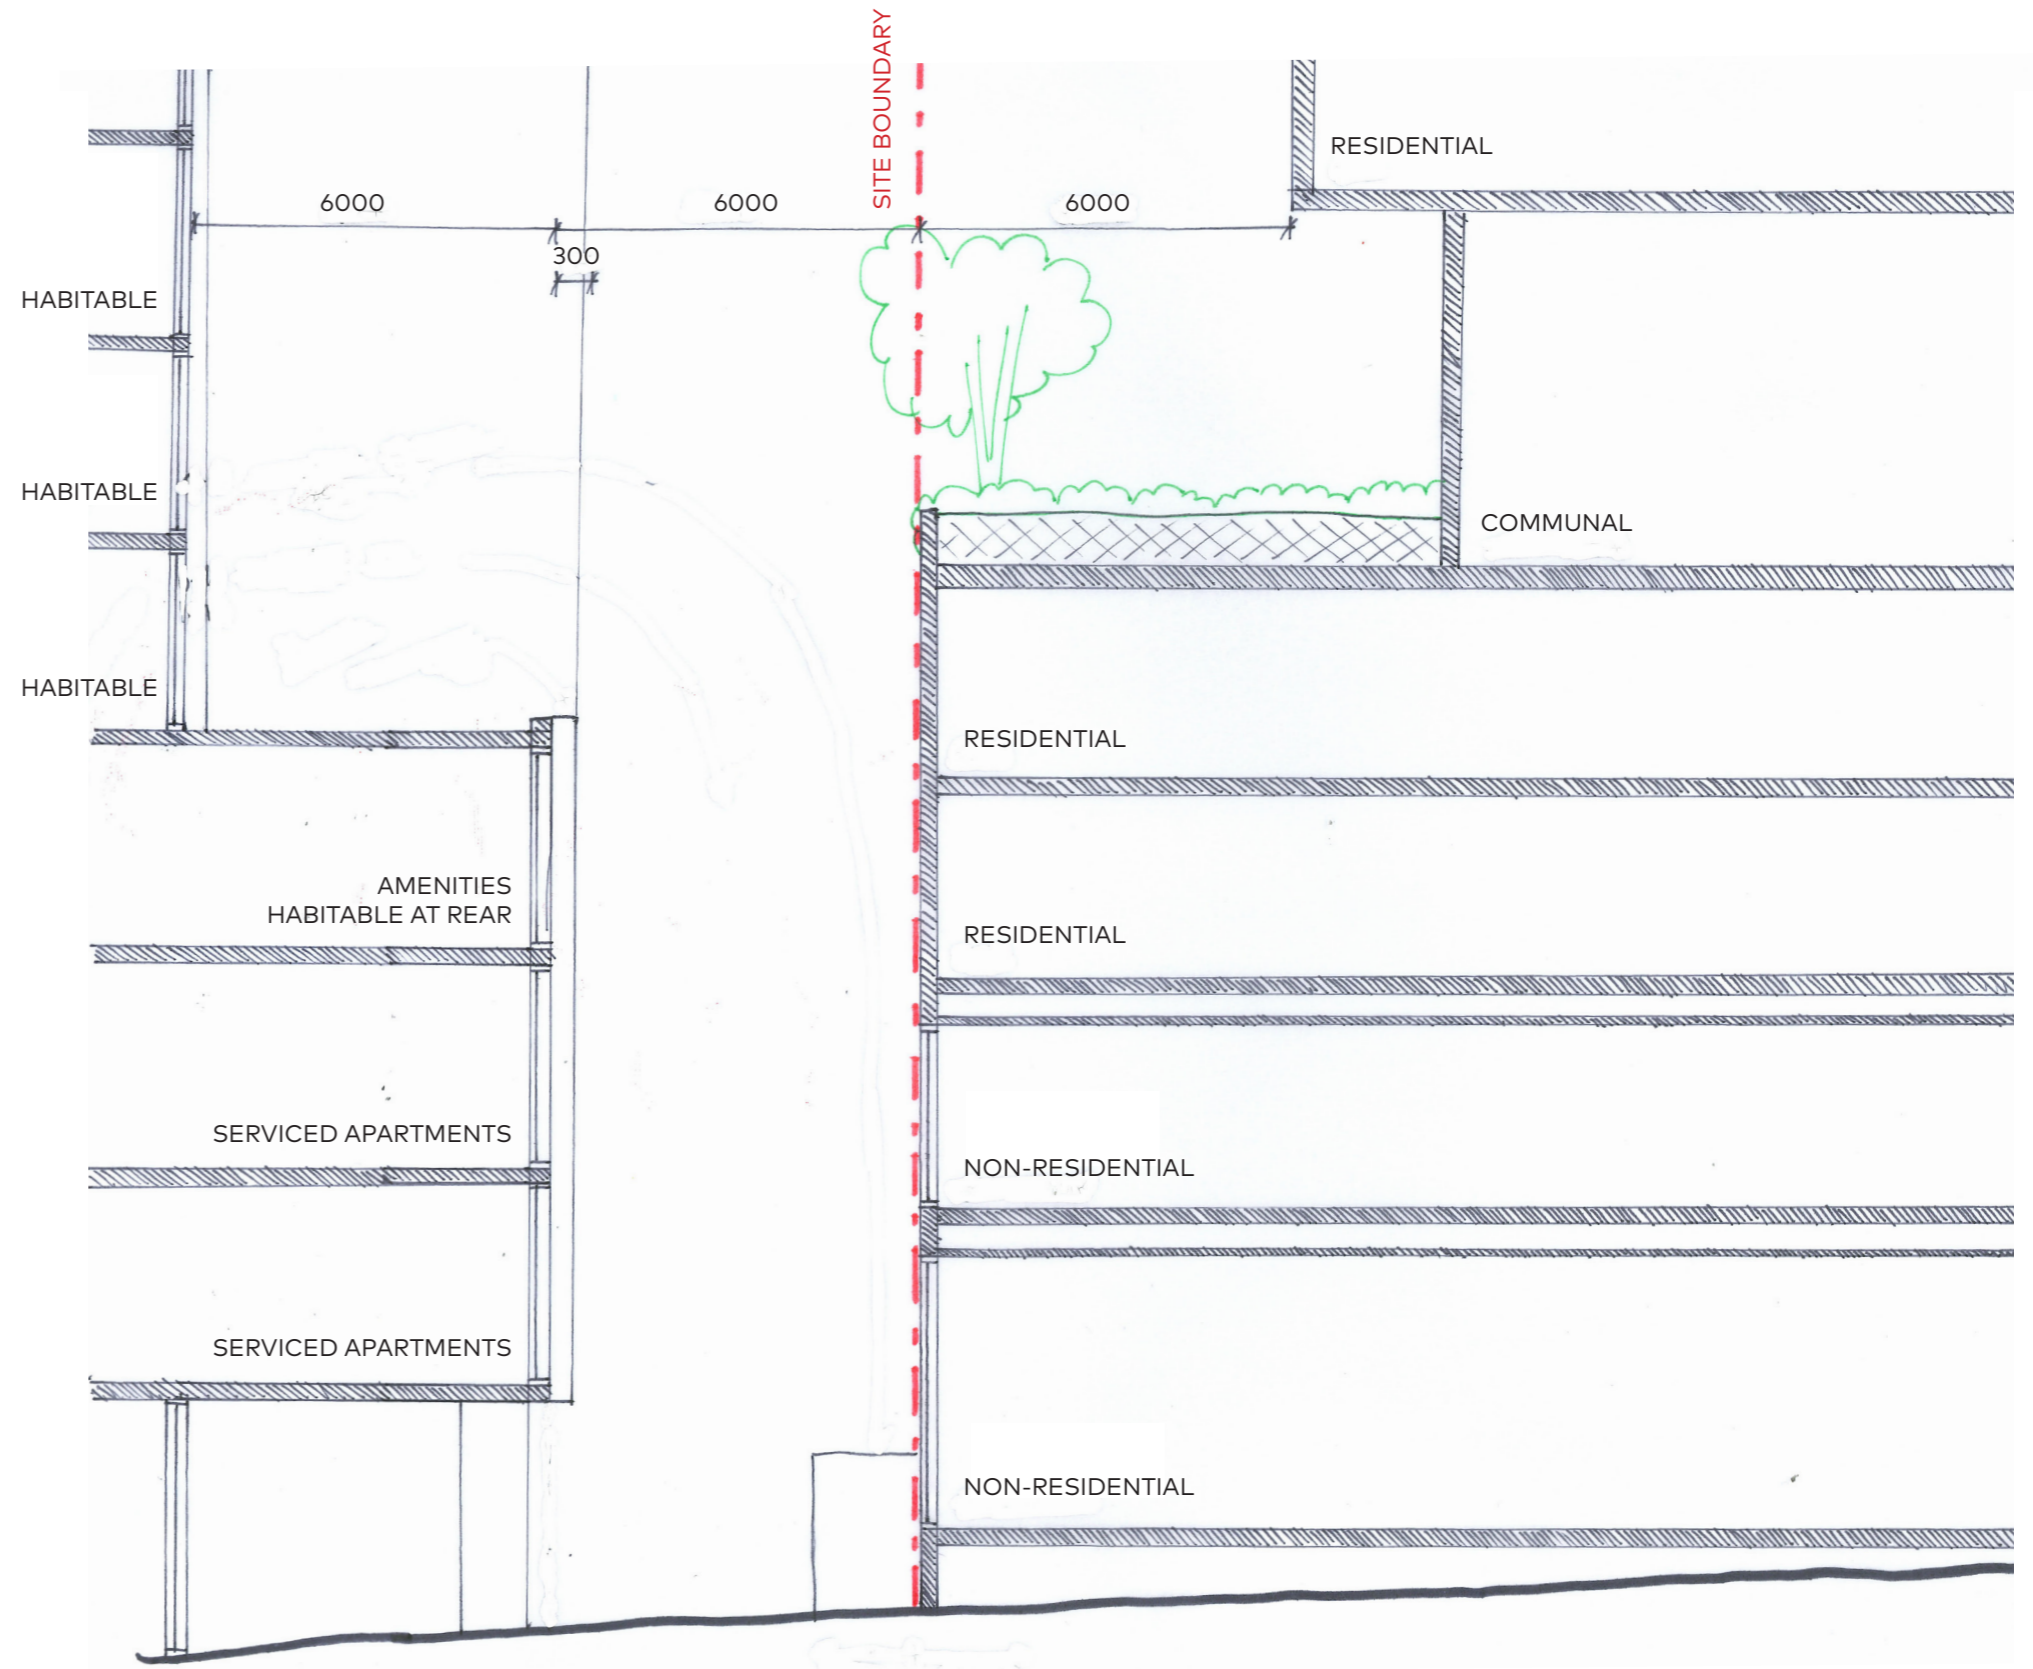 SITE BOUNDARY
RESIDENTIAL
6000
6000
6000
300
HABITABLE
HABITABLE
COMMUNAL
HABITABLE
RESIDENTIAL
AMENITIES
HABITABLE AT REAR
RESIDENTIAL
SERVICED APARTMENTS
NON-RESIDENTIAL
SERVICED APARTMENTS
NON-RESIDENTIAL